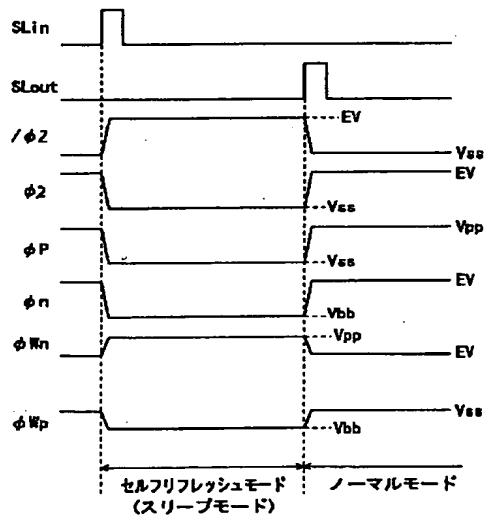 SLin
SLout
/φ2
EV
Vss
φ2
EV
Vss
φP
Vpp
Vss
φn
EV
Vbb
φWn
Vpp
EV
φWp
Vss
Vbb
セルフリフレッシュモード
(スリープモード)
ノーマルモード